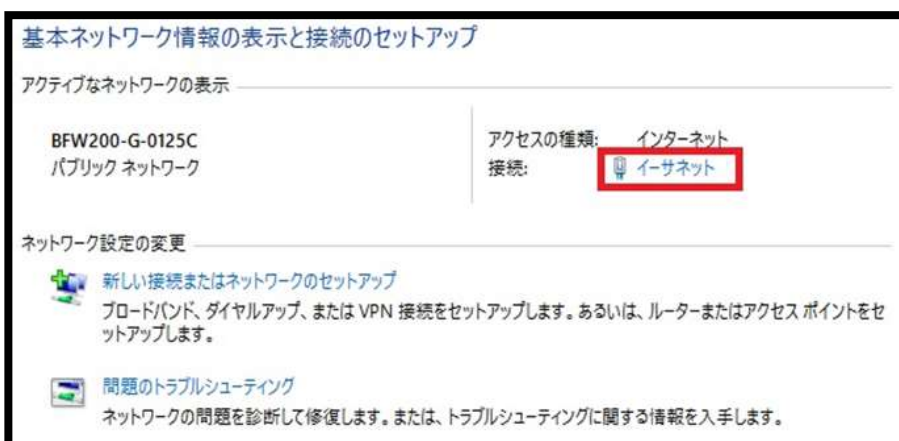 基本ネットワーク情報の表示と接続のセットアップ
アクティブなネットワークの表示
BFW200-G-0125C
パブリック ネットワーク
アクセスの種類: インターネット
接続: イーサネット
ネットワーク設定の変更
新しい接続またはネットワークのセットアップ
ブロードバンド、ダイヤルアップ、または VPN 接続をセットアップします。あるいは、ルーターまたはアクセス ポイントをセ
ットアップします。
問題のトラブルシューティング
ネットワークの問題を診断して修復します。または、トラブルシューティングに関する情報を入手します。